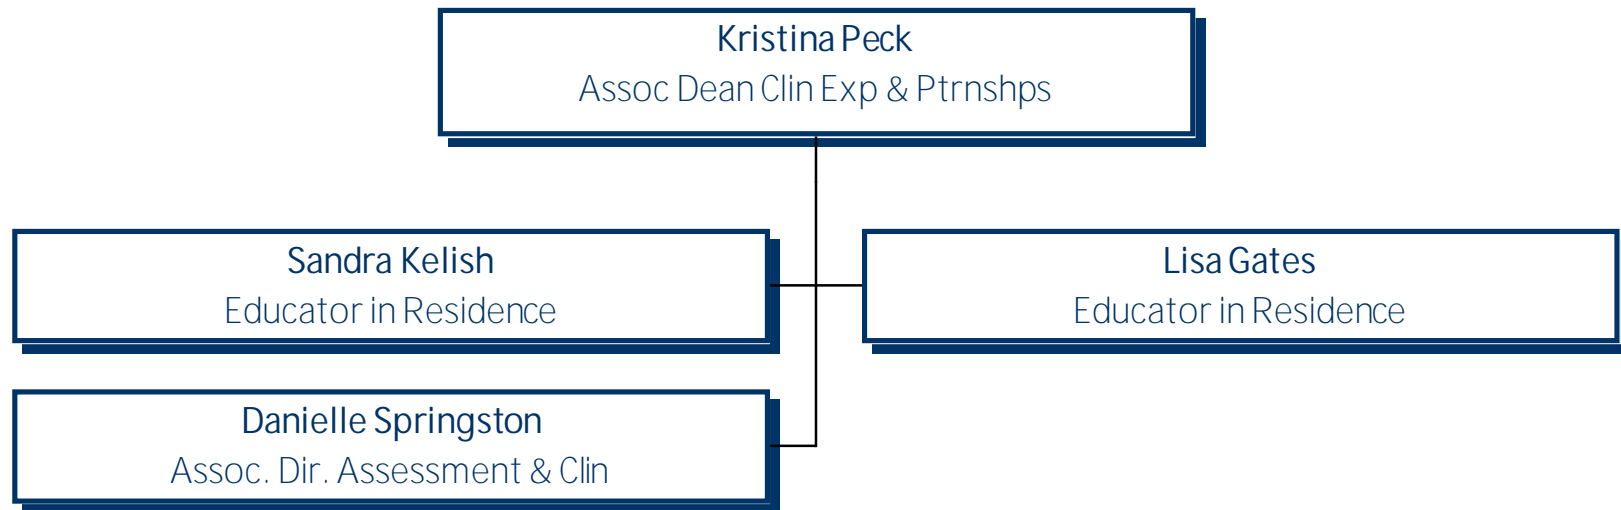 Kristina Peck
Assoc Dean Clin Exp & Ptrnshps
Sandra Kelish
Educator in Residence
Lisa Gates
Educator in Residence
Danielle Springston
Assoc. Dir. Assessment & Clin